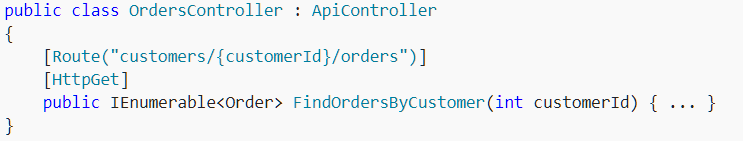 public class OrdersController : ApiController
{
    [Route("customers/{customerId}/orders")]
    [HttpGet]
    public IEnumerable<Order> FindOrdersByCustomer(int customerId) { ... }
}